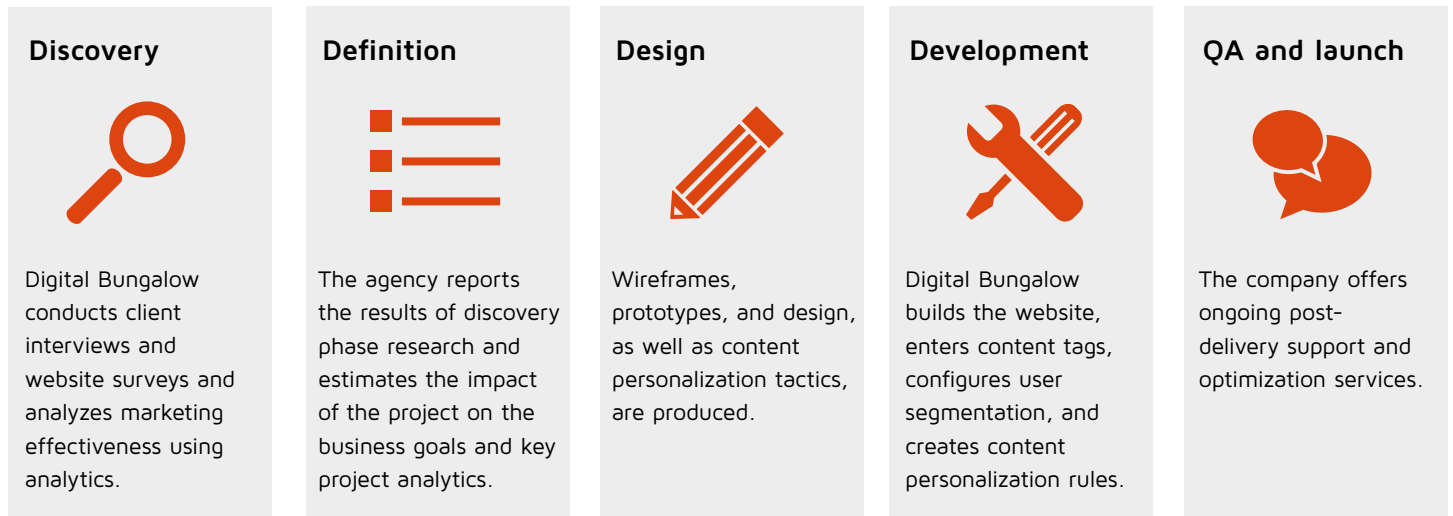 Discovery
Digital Bungalow
conducts client
interviews and
website surveys and
analyzes marketing
effectiveness using
analytics.
Definition
The agency reports
the results of discovery
phase research and
estimates the impact
of the project on the
business goals and key
project analytics.
Design
Wireframes,
prototypes, and design,
as well as content
personalization tactics,
are produced.
Development
Digital Bungalow
builds the website,
enters content tags,
configures user
segmentation, and
creates content
personalization rules.
QA and launch
The company offers
ongoing post-
delivery support and
optimization services.